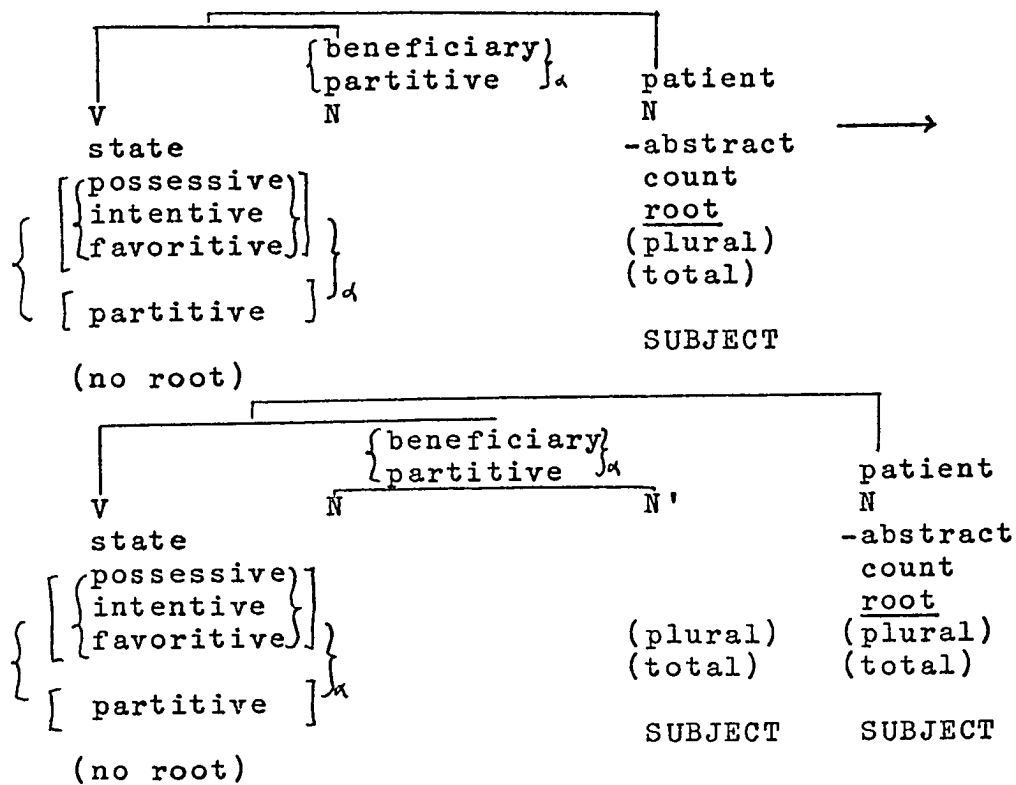 {beneficiary}
{partitive}α patient
V N N
state -abstract →
[{possessive}] count
{intentive} root
[{favoritive}] (plural)
(total)
[ partitive ]α
SUBJECT
(no root)
{beneficiary}
{partitive}α patient
V N N' N
state -abstract
[{possessive}] count
{intentive} root
[{favoritive}] (plural) (plural)
(total) (total)
[ partitive ]α
SUBJECT SUBJECT
(no root)